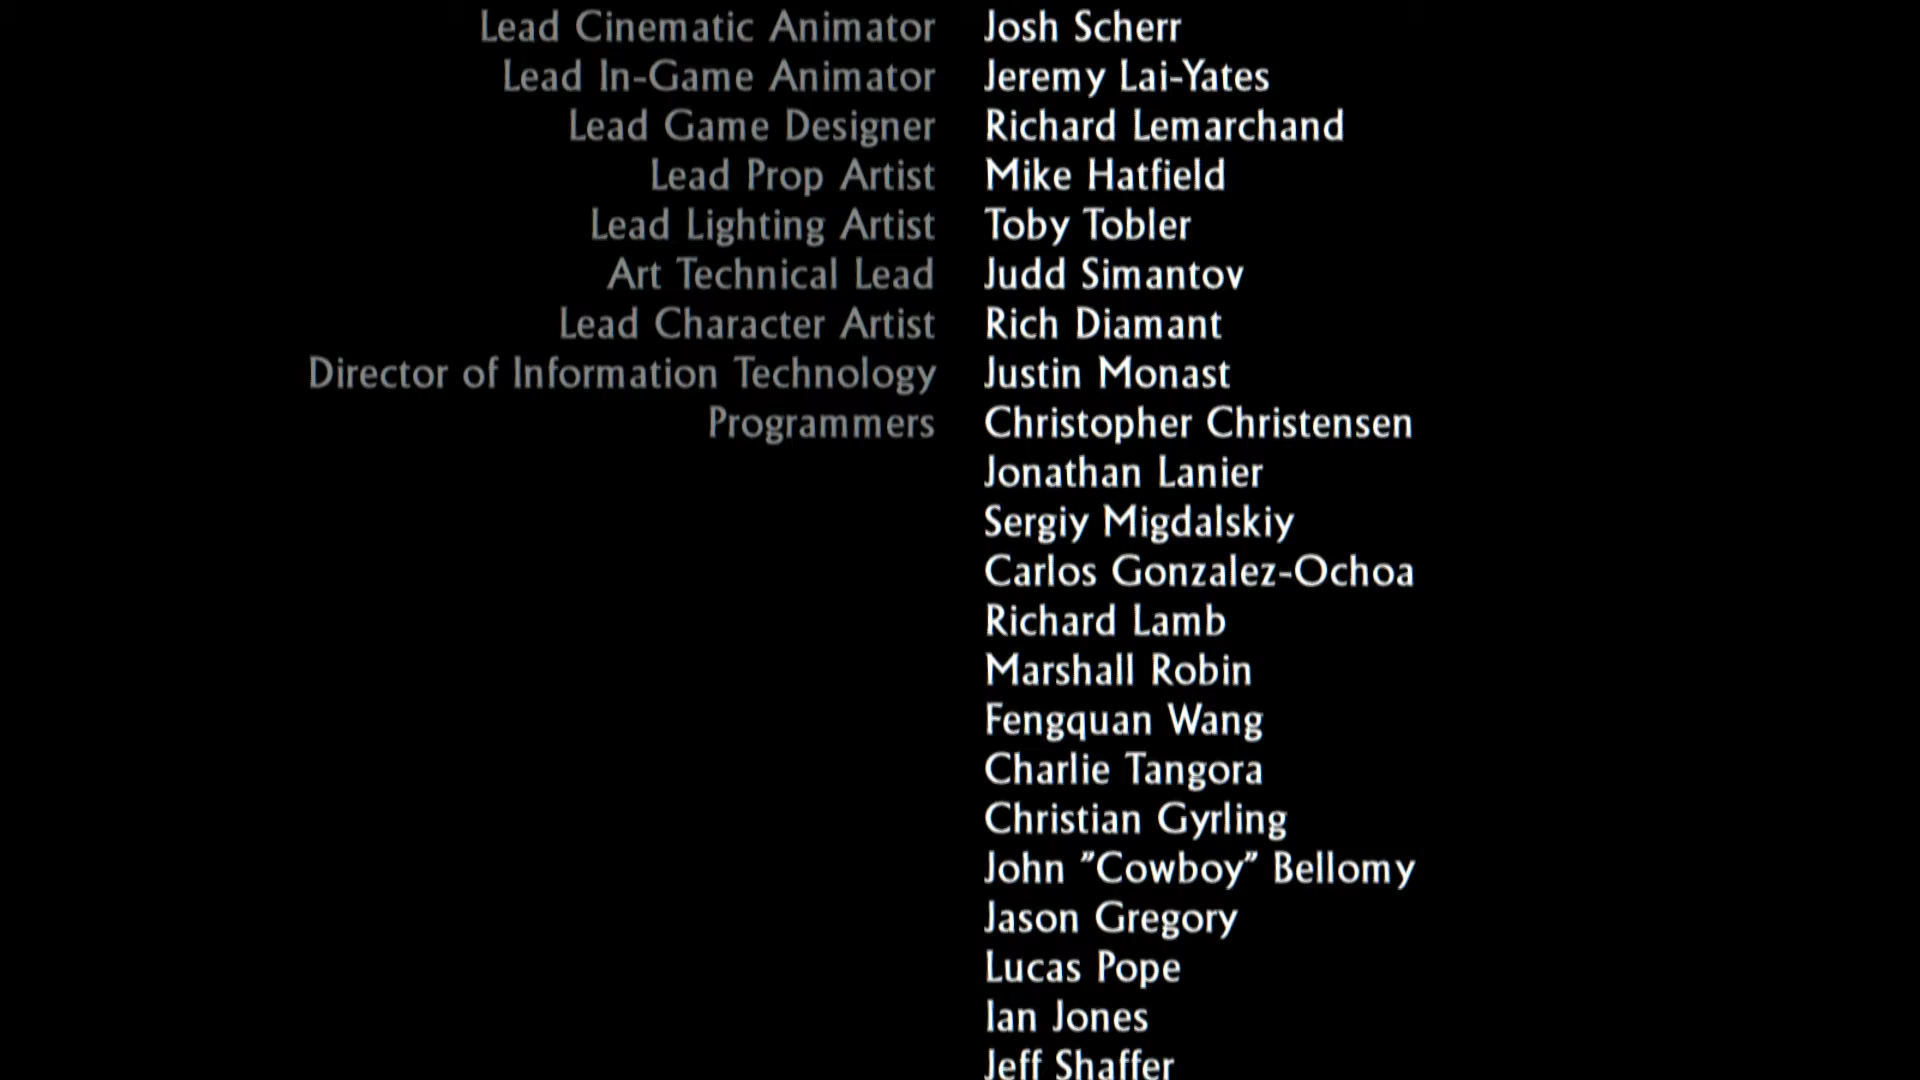 Lead Cinematic Animator Josh Scherr
Lead In-Game Animator Jeremy Lai-Yates
Lead Game Designer Richard Lemarchand
Lead Prop Artist Mike Hatfield
Lead Lighting Artist Toby Tobler
Art Technical Lead Judd Simantov
Lead Character Artist Rich Diamant
Director of Information Technology Justin Monast
Programmers Christopher Christensen
Jonathan Lanier
Sergiy Migdalskiy
Carlos Gonzalez-Ochoa
Richard Lamb
Marshall Robin
Fengquan Wang
Charlie Tangora
Christian Gyrling
John ”Cowboy” Bellomy
Jason Gregory
Lucas Pope
Ian Jones
Jeff Shaffer